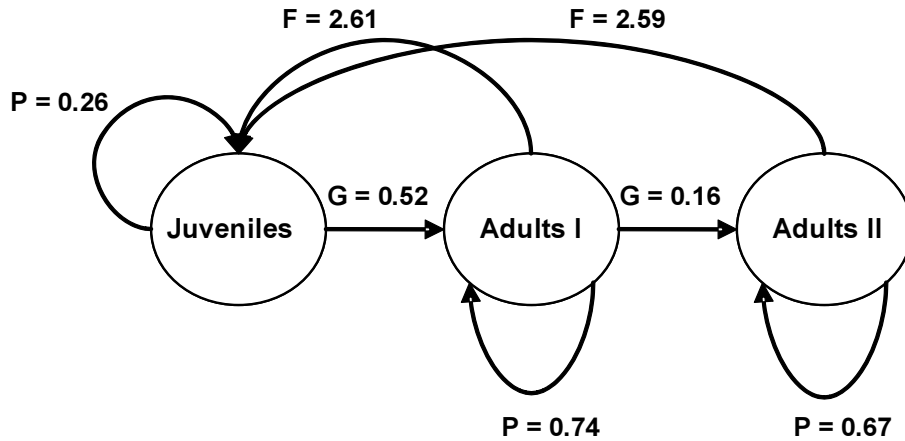 F = 2.61
F = 2.59
P = 0.26
G = 0.52
G = 0.16
Juveniles
Adults I
Adults II
P = 0.74
P = 0.67